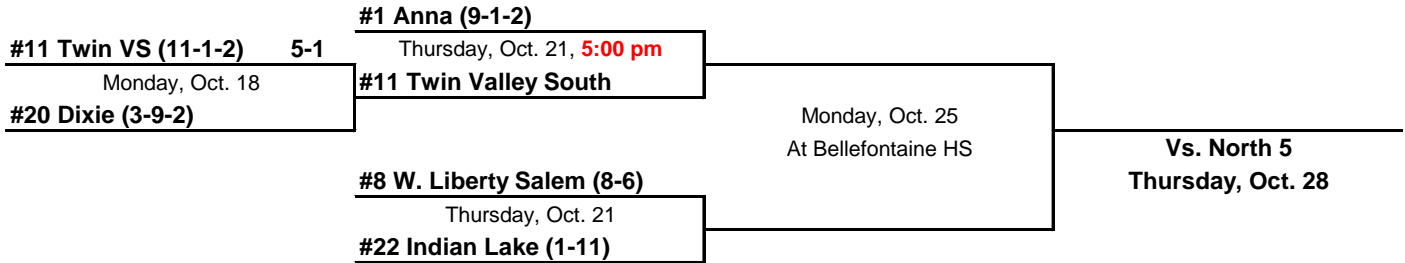 #1 Anna (9-1-2)
#11 Twin VS (11-1-2) 5-1
Thursday, Oct. 21, 5:00 pm
Monday, Oct. 18
#11 Twin Valley South
#20 Dixie (3-9-2)
Monday, Oct. 25
At Bellefontaine HS
Vs. North 5
Thursday, Oct. 28
#8 W. Liberty Salem (8-6)
Thursday, Oct. 21
#22 Indian Lake (1-11)